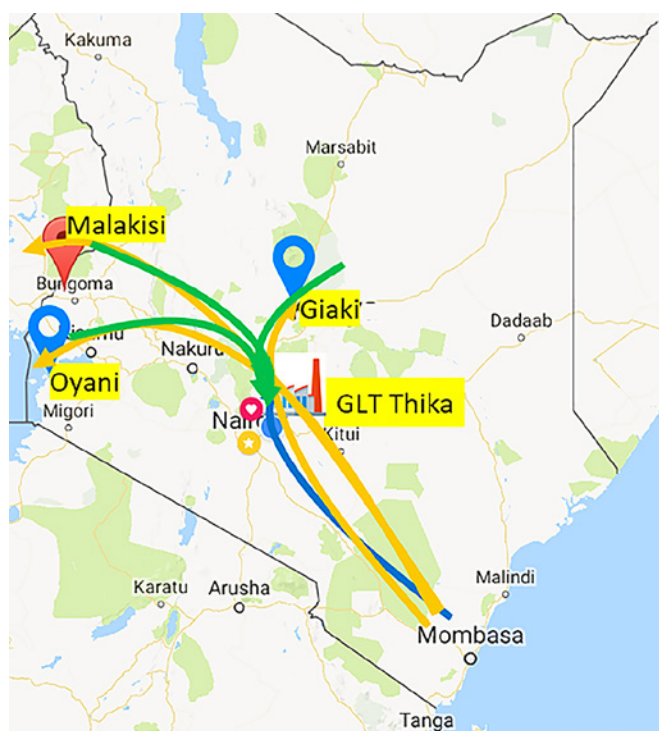 Kakuma
Marsabit
Malakisi
Bungoma
Giaki
Dadaab
Nakuru
Oyani
GLT Thika
Migori
Kitui
Karatu
Arusha
Malindi
Mombasa
Tanga